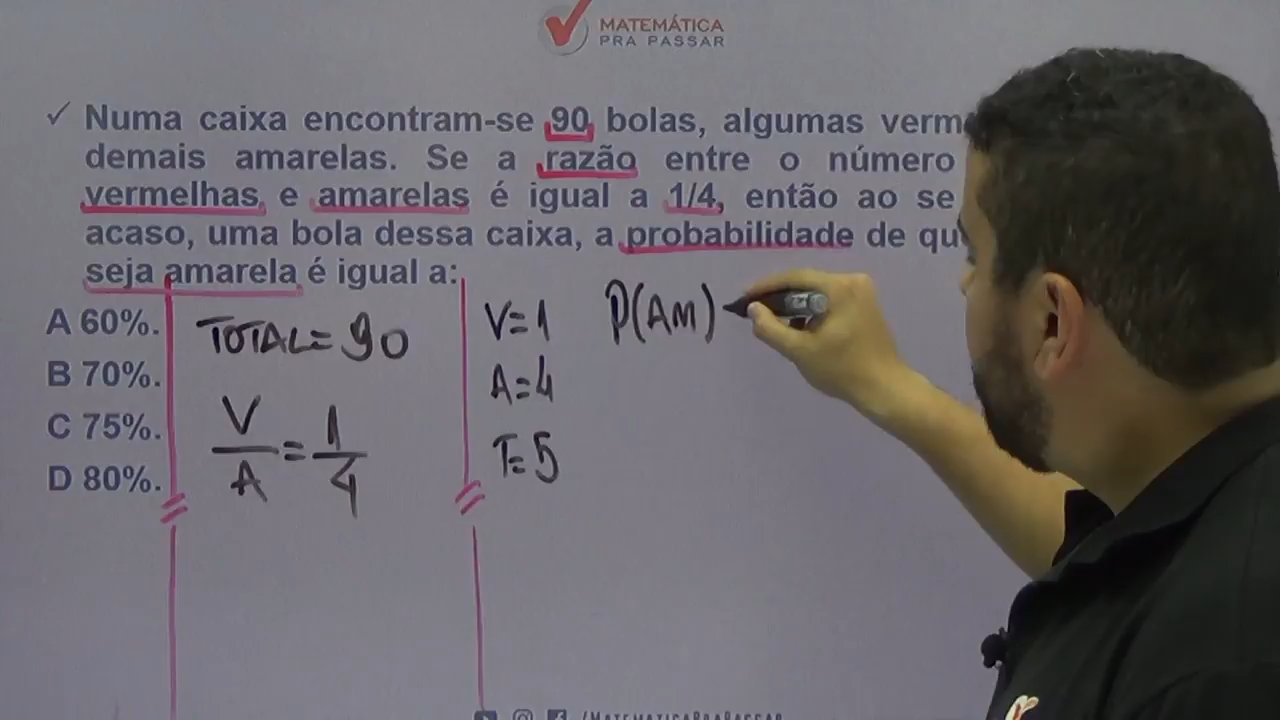 MATEMÁTICA
PRA PASSAR
Numa caixa encontram-se 90 bolas, algumas
demais amarelas. Se a razão entre o número
vermelhas e amarelas é igual a 1/4, então ao se
acaso, uma bola dessa caixa, a probabilidade de
seja amarela é igual a:
A 60%.
B 70%.
C 75%.
D 80%.
TOTAL = 90
V/A = 1/4
V=1
A=4
T=5
P(AM)
/MATEMATICAPRAPASSAR